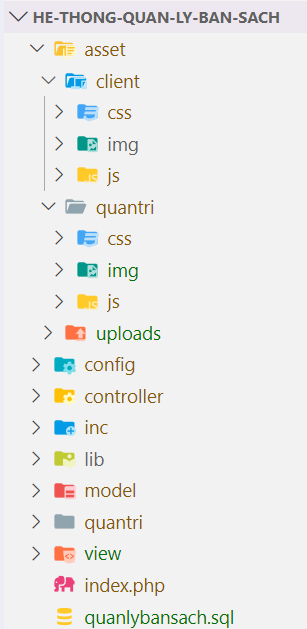 HE-THONG-QUAN-LY-BAN-SACH
asset
client
css
img
js
quantri
css
img
js
uploads
config
controller
inc
lib
model
quantri
view
index.php
quanlybansach.sql